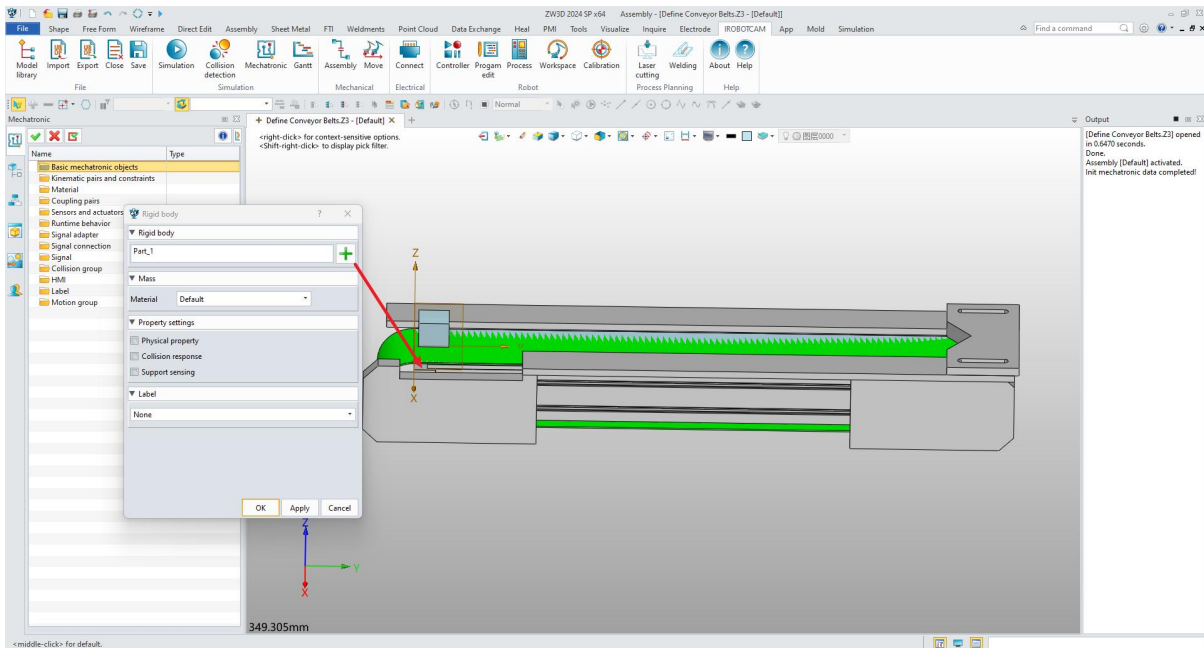 ZW3D 2024 SP x64 Assembly - [Define Conveyor Belts.Z3 - [Default]]
File Shape Free Form Wireframe Direct Edit Assembly Sheet Metal FTI Weldments Point Cloud Data Exchange Heal PMI Tools Visualize Inquire Electrode IROBOTCAM App Mold Simulation Find a command
Model library Import Export Close Save Simulation Collision detection Mechatronic Gantt Assembly Move Connect Controller Progam edit Process Workspace Calibration Laser cutting Welding About Help
File Simulation Mechanical Electrical Robot Process Planning Help
Normal
Mechatronic
Define Conveyor Belts.Z3 - [Default]
Output
<right-click> for context-sensitive options.
<Shift-right-click> to display pick filter.
图层0000
[Define Conveyor Belts.Z3] opened
in 0.6470 seconds.
Done.
Assembly [Default] activated.
Init mechatronic data completed!
Name Type
Basic mechatronic objects
Kinematic pairs and constraints
Material
Coupling pairs
Sensors and actuators
Runtime behavior
Signal adapter
Signal connection
Signal
Collision group
HMI
Label
Motion group
Rigid body ?
Rigid body
Part_1
Mass
Material Default
Property settings
Physical property
Collision response
Support sensing
Label
None
OK Apply Cancel
Z
X
Z
Y
X
349.305mm
<middle-click> for default.